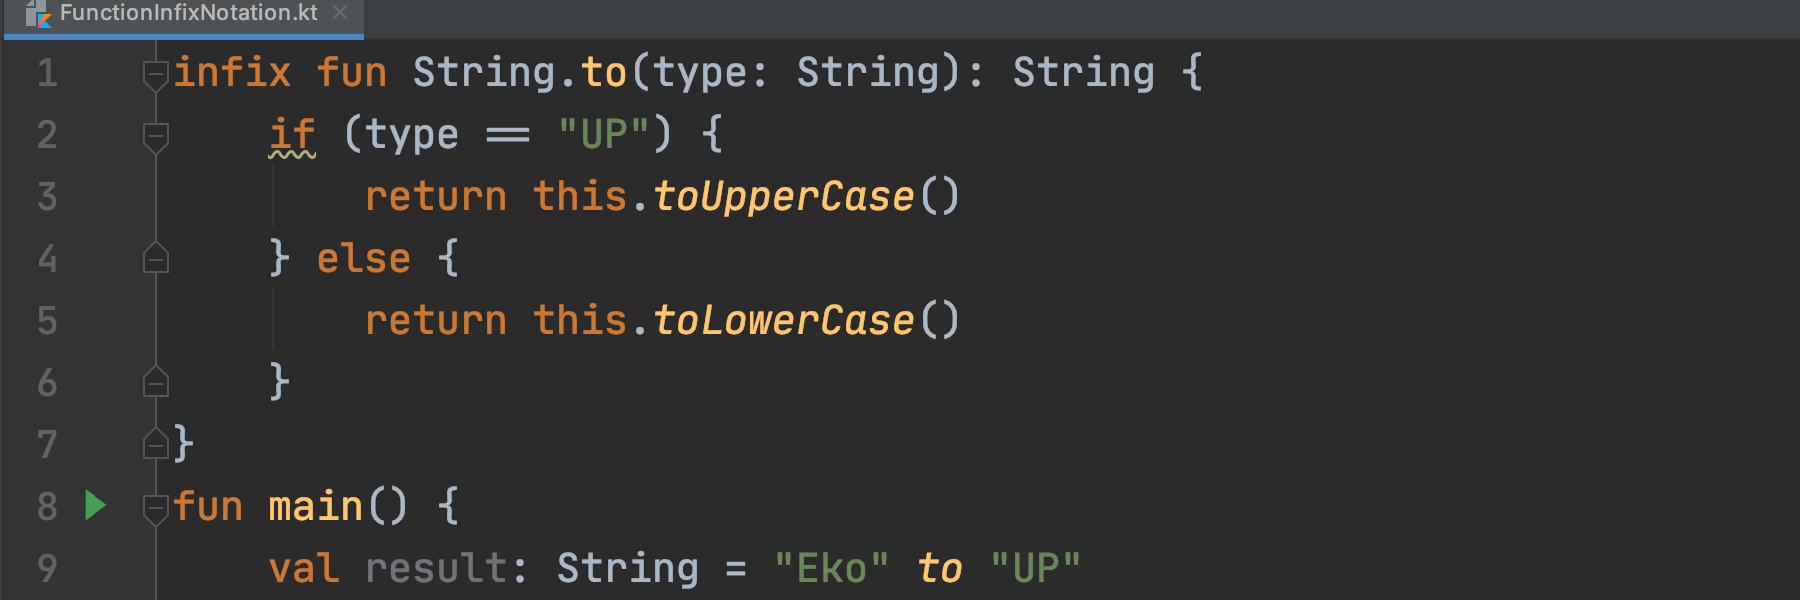 FunctionInfixNotation.kt
1 infix fun String.to(type: String): String {
2     if (type == "UP") {
3         return this.toUpperCase()
4     } else {
5         return this.toLowerCase()
6     }
7 }
8 fun main() {
9     val result: String = "Eko" to "UP"